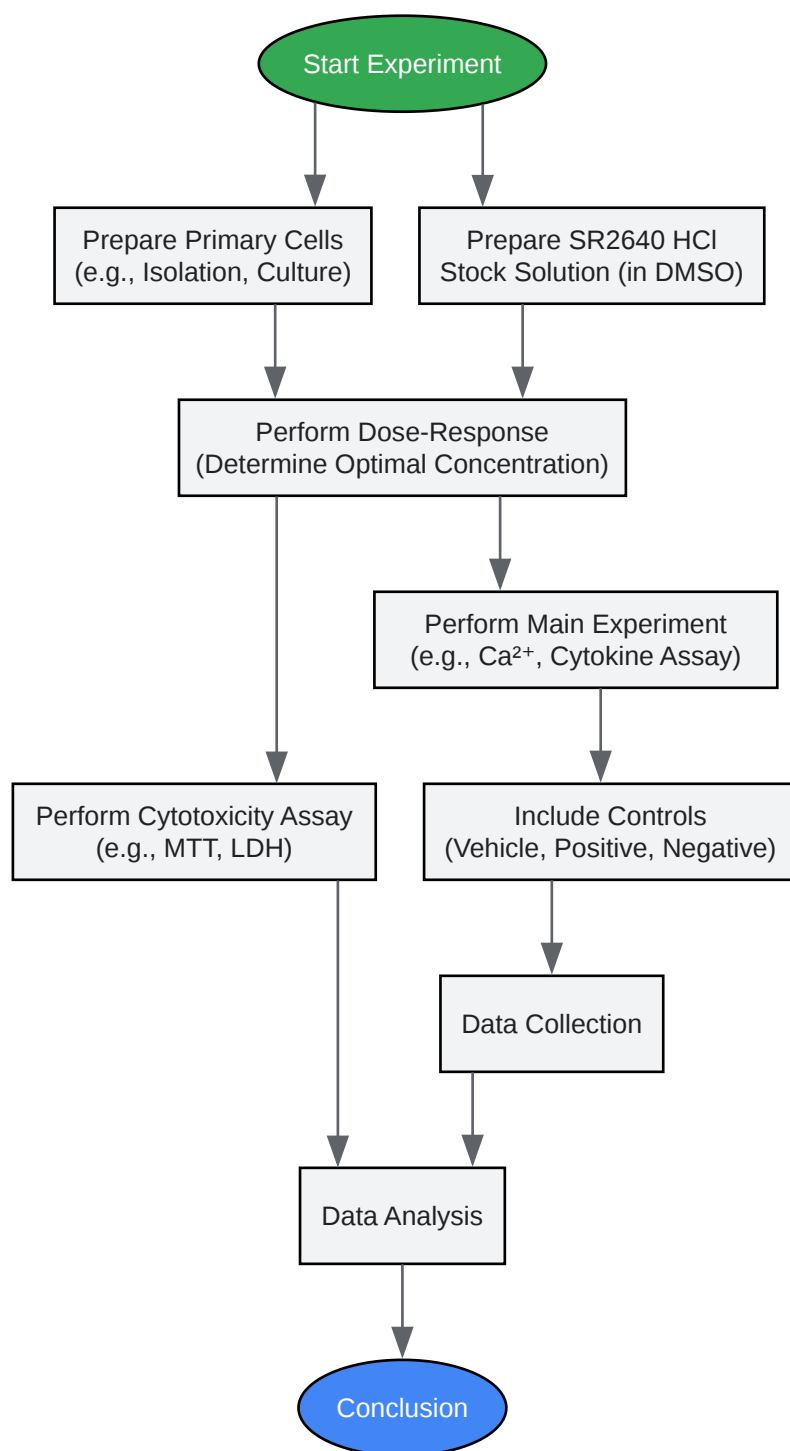 Start Experiment
Prepare Primary Cells
(e.g., Isolation, Culture)
Prepare SR2640 HCl
Stock Solution (in DMSO)
Perform Dose-Response
(Determine Optimal Concentration)
Perform Main Experiment
(e.g., Ca²⁺, Cytokine Assay)
Perform Cytotoxicity Assay
(e.g., MTT, LDH)
Include Controls
(Vehicle, Positive, Negative)
Data Collection
Data Analysis
Conclusion